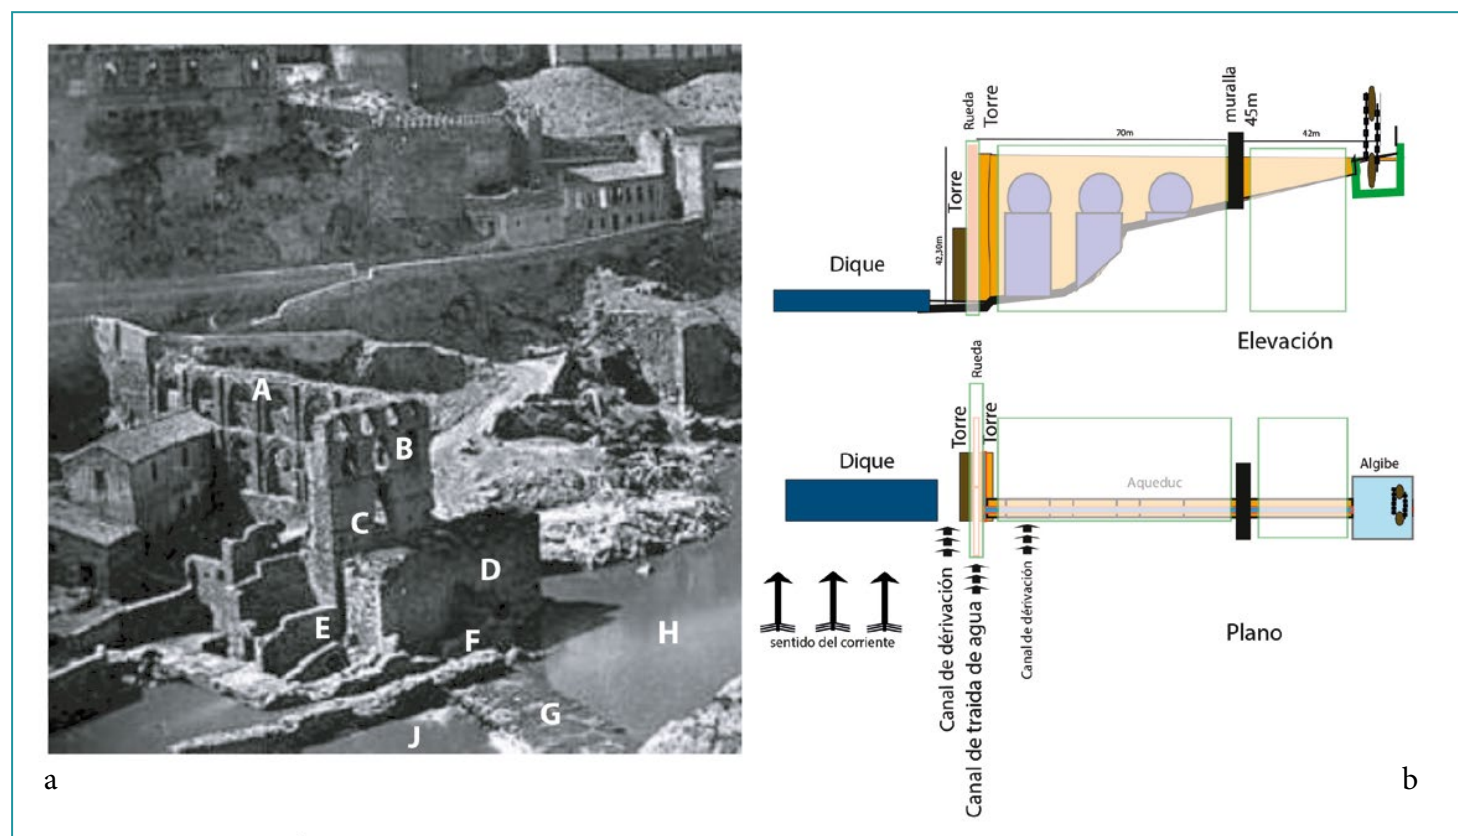 A
B
C
D
E
F
G
H
J
a
Rueda
Torre
muralla
45m
70m
42m
Torre
42,30m
Dique
Elevación
Rueda
Torre
Torre
Dique
Aqueduc
Algibe
sentido del corriente
Canal de dérivación
Canal de traida de agua
Canal de dérivación
Plano
b